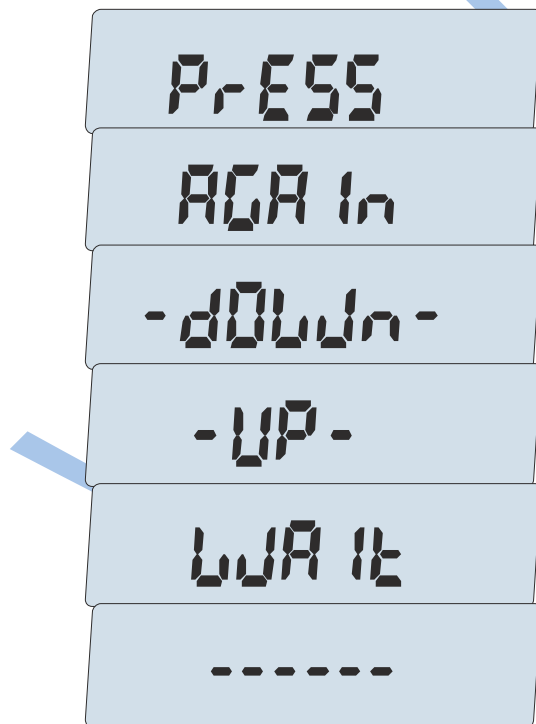 PrESS
AGAIn
-dOWn-
-UP-
WAIt
------